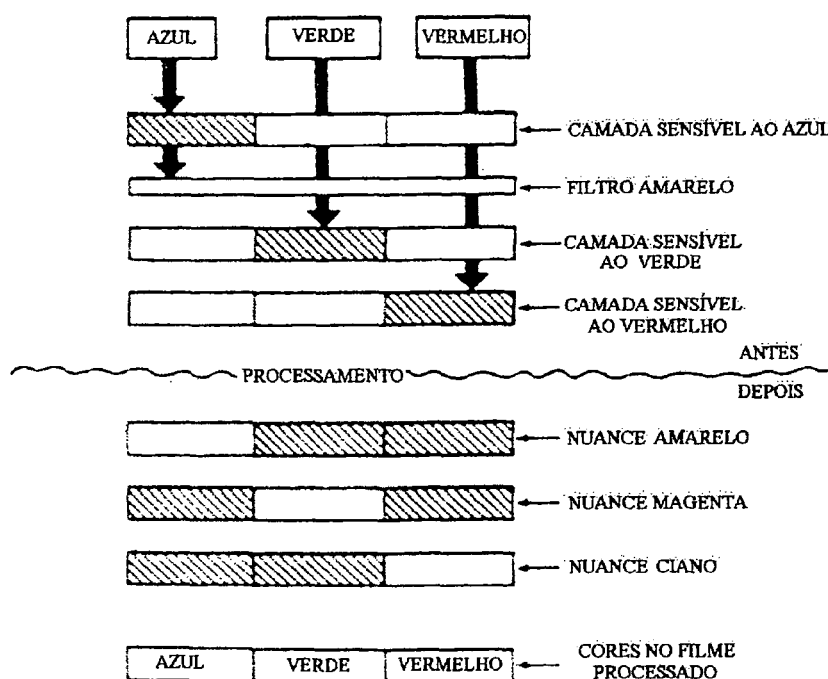 AZUL
VERDE
VERMELHO
CAMADA SENSÍVEL AO AZUL
FILTRO AMARELO
CAMADA SENSÍVEL
AO VERDE
CAMADA SENSÍVEL
AO VERMELHO
ANTES
PROCESSAMENTO
DEPOIS
NUANCE AMARELO
NUANCE MAGENTA
NUANCE CIANO
AZUL
VERDE
VERMELHO
CORES NO FILME
PROCESSADO